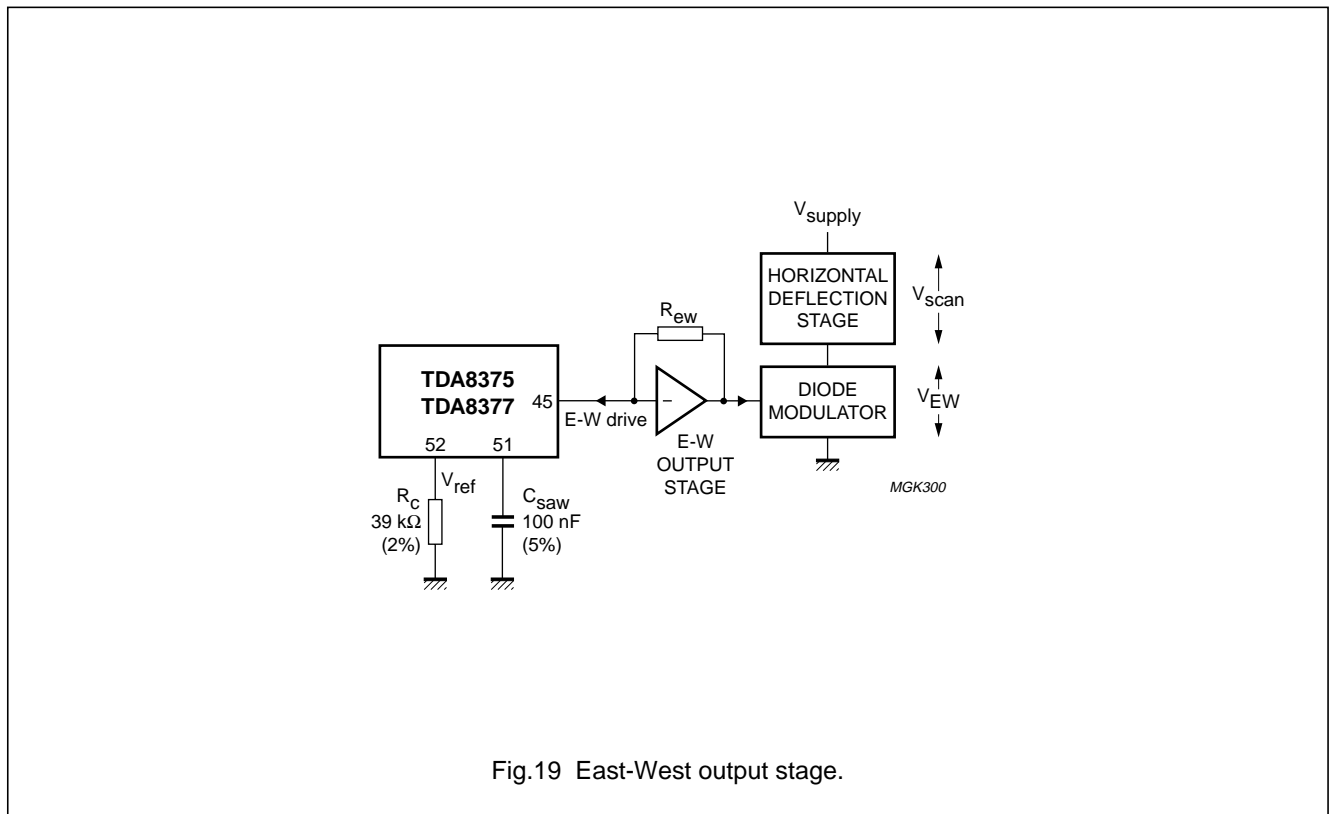 Vsupply
HORIZONTAL
DEFLECTION
STAGE
Vscan
Rew
TDA8375
TDA8377
45
E-W drive
−
DIODE
MODULATOR
VEW
E-W
OUTPUT
STAGE
52
51
Vref
Rc
39 kΩ
(2%)
Csaw
100 nF
(5%)
MGK300
Fig.19 East-West output stage.